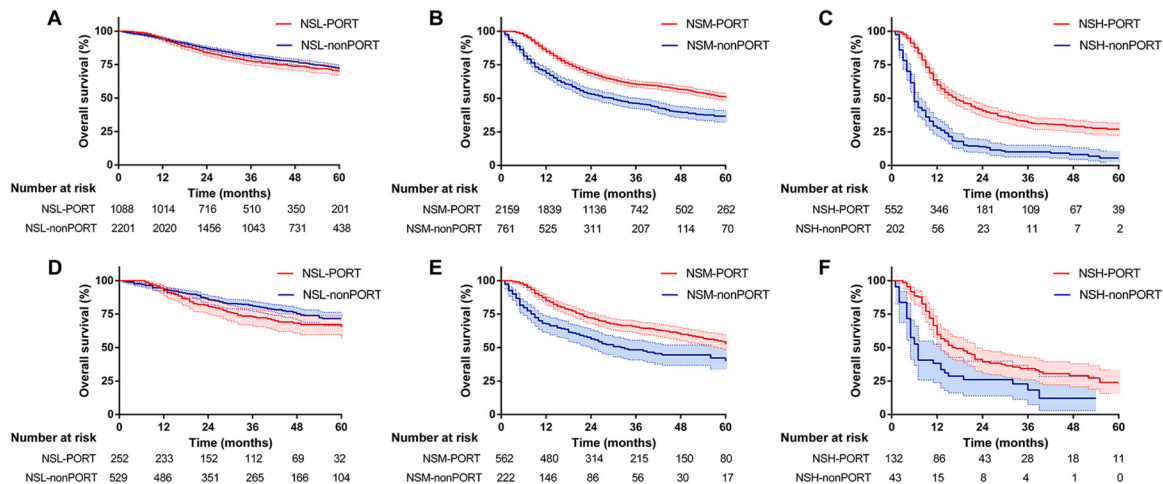 A
NSL-PORT
NSL-nonPORT
Overall survival (%)
100
75
50
25
0
0 12 24 36 48 60
Time (months)
Number at risk
NSL-PORT 1088 1014 716 510 350 201
NSL-nonPORT 2201 2020 1456 1043 731 438
B
NSM-PORT
NSM-nonPORT
Overall survival (%)
100
75
50
25
0
0 12 24 36 48 60
Time (months)
Number at risk
NSM-PORT 2159 1839 1136 742 502 262
NSM-nonPORT 761 525 311 207 114 70
C
NSH-PORT
NSH-nonPORT
Overall survival (%)
100
75
50
25
0
0 12 24 36 48 60
Time (months)
Number at risk
NSH-PORT 552 346 181 109 67 39
NSH-nonPORT 202 56 23 11 7 2
D
NSL-PORT
NSL-nonPORT
Overall survival (%)
100
75
50
25
0
0 12 24 36 48 60
Time (months)
Number at risk
NSL-PORT 252 233 152 112 69 32
NSL-nonPORT 529 486 351 265 166 104
E
NSM-PORT
NSM-nonPORT
Overall survival (%)
100
75
50
25
0
0 12 24 36 48 60
Time (months)
Number at risk
NSM-PORT 562 480 314 215 150 80
NSM-nonPORT 222 146 86 56 30 17
F
NSH-PORT
NSH-nonPORT
Overall survival (%)
100
75
50
25
0
0 12 24 36 48 60
Time (months)
Number at risk
NSH-PORT 132 86 43 28 18 11
NSH-nonPORT 43 15 8 4 1 0